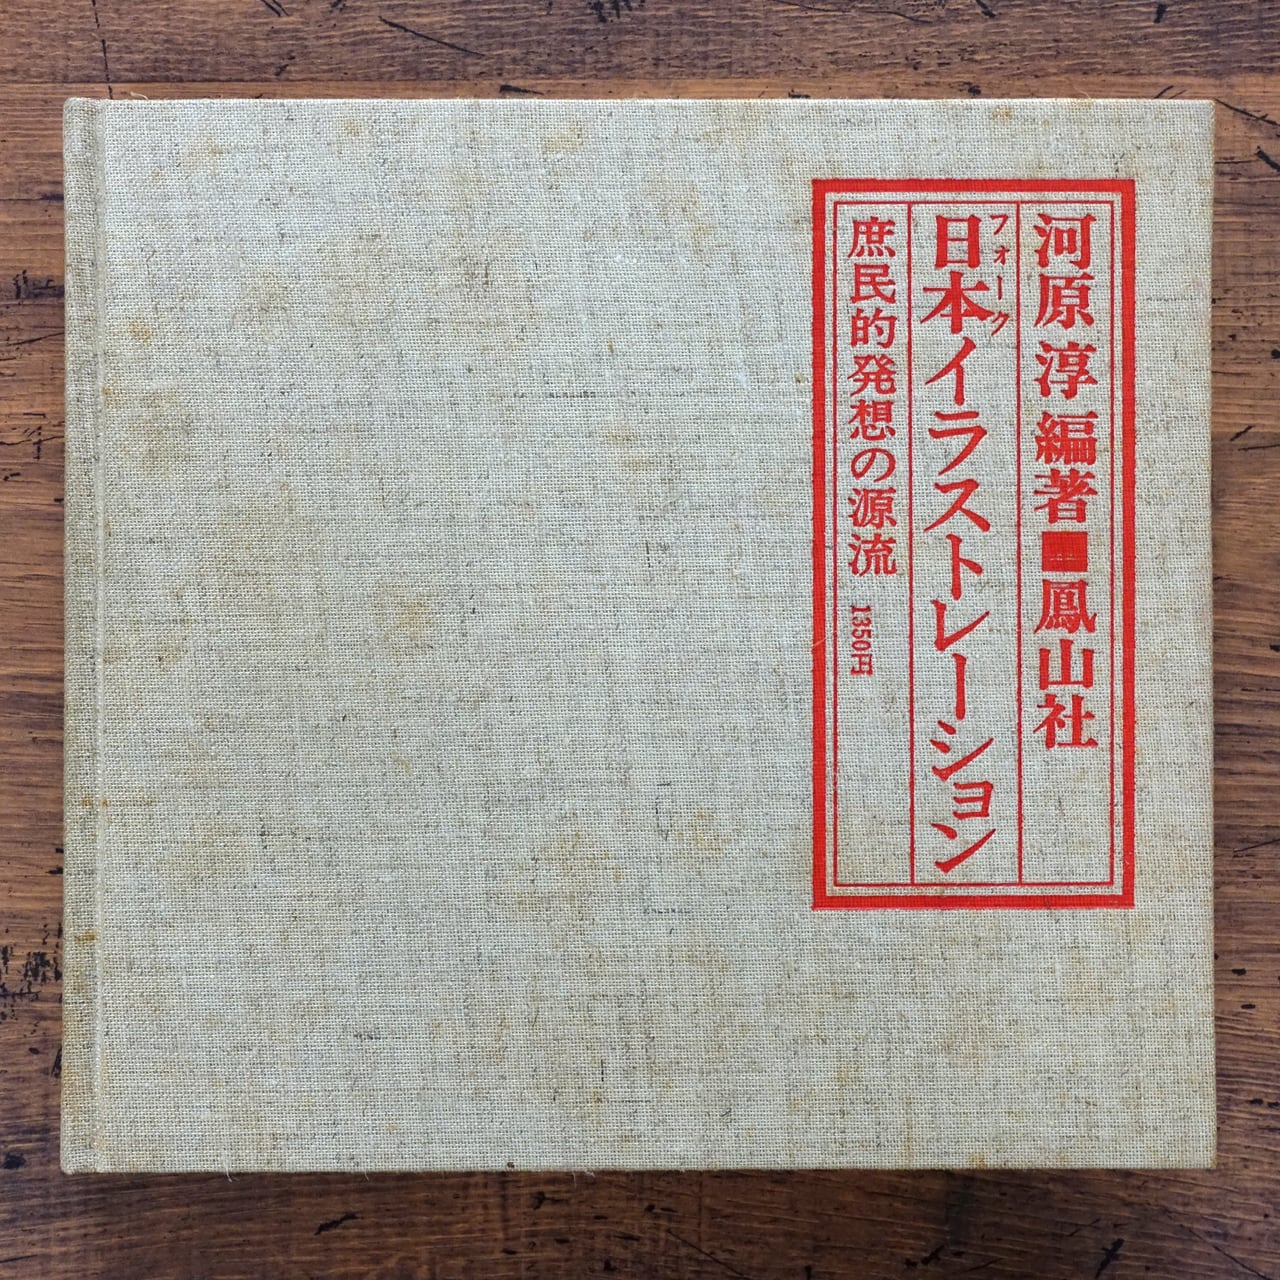 河原淳編著■鳳山社
フォーク
日本イラストレーション
庶民的発想の源流 1350円